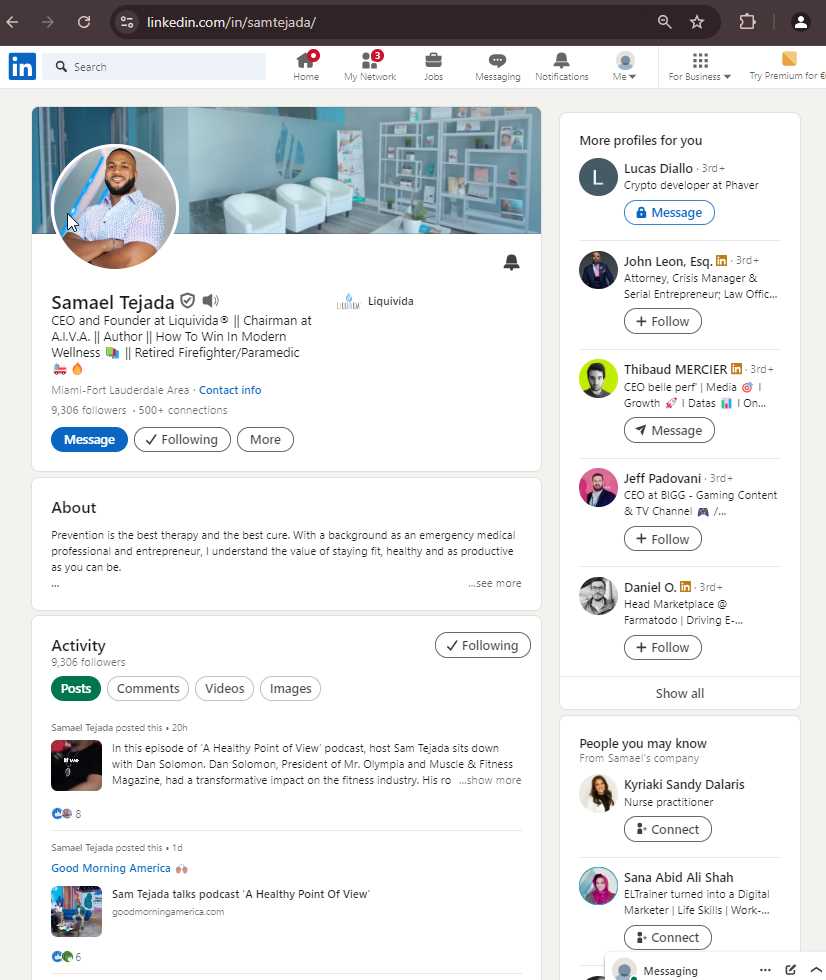 linkedin.com/in/samtejada/
in
Search
Home
3
My Network
Jobs
Messaging
Notifications
Me
For Business
Try Premium for €
Samael Tejada
Liquivida
CEO and Founder at Liquivida® || Chairman at
A.I.V.A. || Author || How To Win In Modern
Wellness 📚 || Retired Firefighter/Paramedic
🚒 🔥
Miami-Fort Lauderdale Area · Contact info
9,306 followers · 500+ connections
Message
Following
More
About
Prevention is the best therapy and the best cure. With a background as an emergency medical
professional and entrepreneur, I understand the value of staying fit, healthy and as productive
as you can be.
...
...see more
Activity
9,306 followers
Following
Posts
Comments
Videos
Images
Samael Tejada posted this • 20h
In this episode of 'A Healthy Point of View' podcast, host Sam Tejada sits down
with Dan Solomon. Dan Solomon, President of Mr. Olympia and Muscle & Fitness
Magazine, had a transformative impact on the fitness industry. His ro ...show more
8
Samael Tejada posted this • 1d
Good Morning America 🙌🏼
Sam Tejada talks podcast 'A Healthy Point Of View'
goodmorningamerica.com
6
More profiles for you
L
Lucas Diallo · 3rd+
Crypto developer at Phaver
Message
John Leon, Esq. in · 3rd+
Attorney, Crisis Manager &
Serial Entrepreneur; Law Offic...
+ Follow
Thibaud MERCIER in · 3rd+
CEO belle perf' | Media 🎯 I
Growth 🚀 I Datas 📊 I On...
Message
Jeff Padovani · 3rd+
CEO at BIGG - Gaming Content
& TV Channel 🎮 /...
+ Follow
Daniel O. in · 3rd+
Head Marketplace @
Farmatodo | Driving E-...
+ Follow
Show all
People you may know
From Samael's company
Kyriaki Sandy Dalaris
Nurse practitioner
Connect
Sana Abid Ali Shah
ELTrainer turned into a Digital
Marketer | Life Skills | Work-...
Connect
Messaging